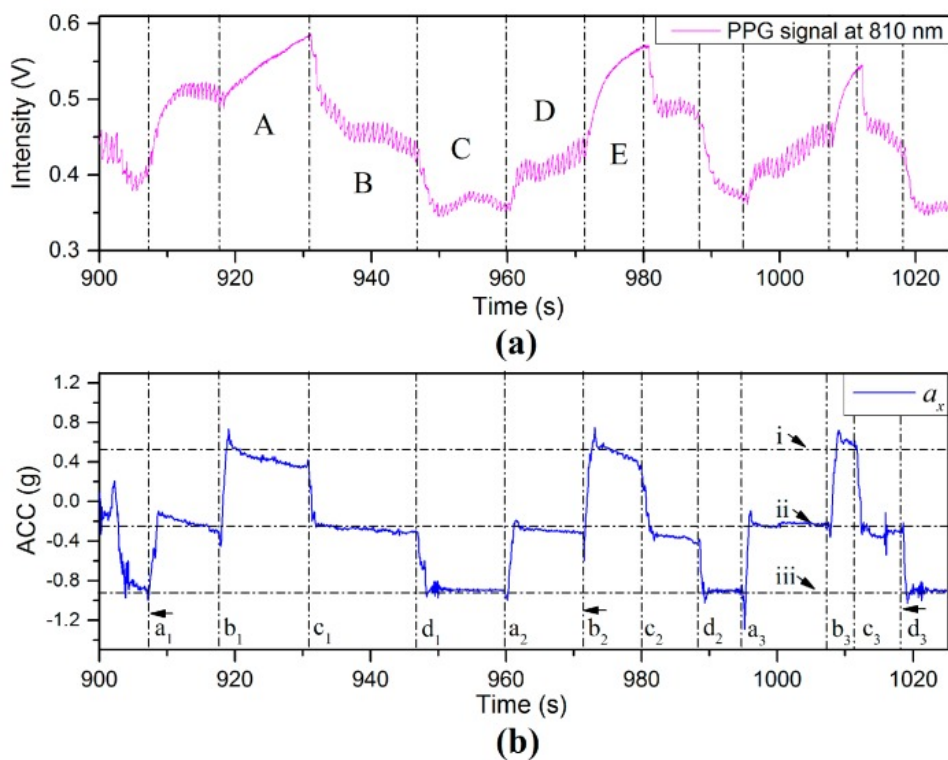 PPG signal at 810 nm
Intensity (V)
0.6
0.5
0.4
0.3
A
B
C
D
E
900 920 940 960 980 1000 1020
Time (s)
(a)
ACC (g)
1.2
0.8
0.4
0.0
-0.4
-0.8
-1.2
a_x
i
ii
iii
a_1 b_1 c_1 d_1 a_2 b_2 c_2 d_2 a_3 b_3 c_3 d_3
900 920 940 960 980 1000 1020
Time (s)
(b)